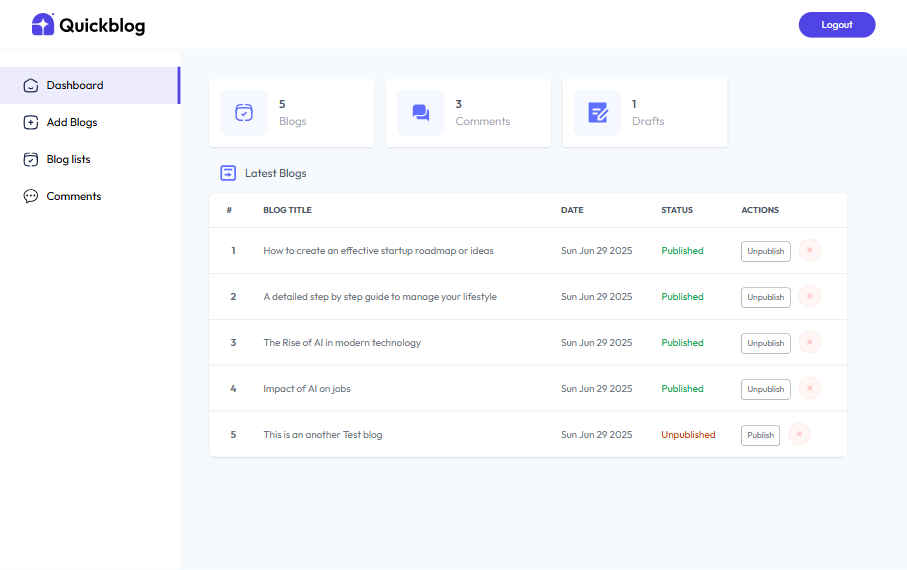 Quickblog
Logout
Dashboard
Add Blogs
Blog lists
Comments
5
Blogs
3
Comments
1
Drafts
Latest Blogs
# BLOG TITLE DATE STATUS ACTIONS
1 How to create an effective startup roadmap or ideas Sun Jun 29 2025 Published Unpublish
2 A detailed step by step guide to manage your lifestyle Sun Jun 29 2025 Published Unpublish
3 The Rise of AI in modern technology Sun Jun 29 2025 Published Unpublish
4 Impact of AI on jobs Sun Jun 29 2025 Published Unpublish
5 This is an another Test blog Sun Jun 29 2025 Unpublished Publish